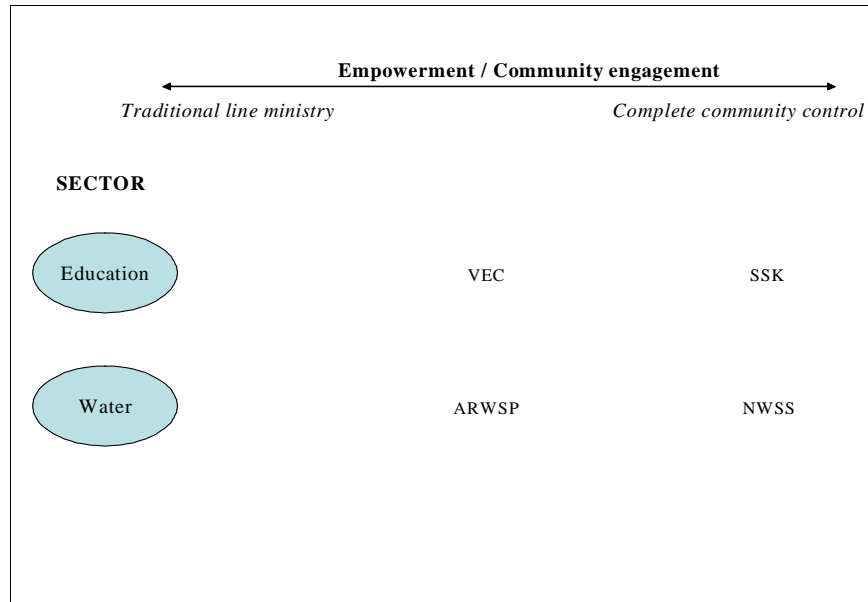 Empowerment / Community engagement
Traditional line ministry Complete community control
SECTOR
Education VEC SSK
Water ARWSP NWSS